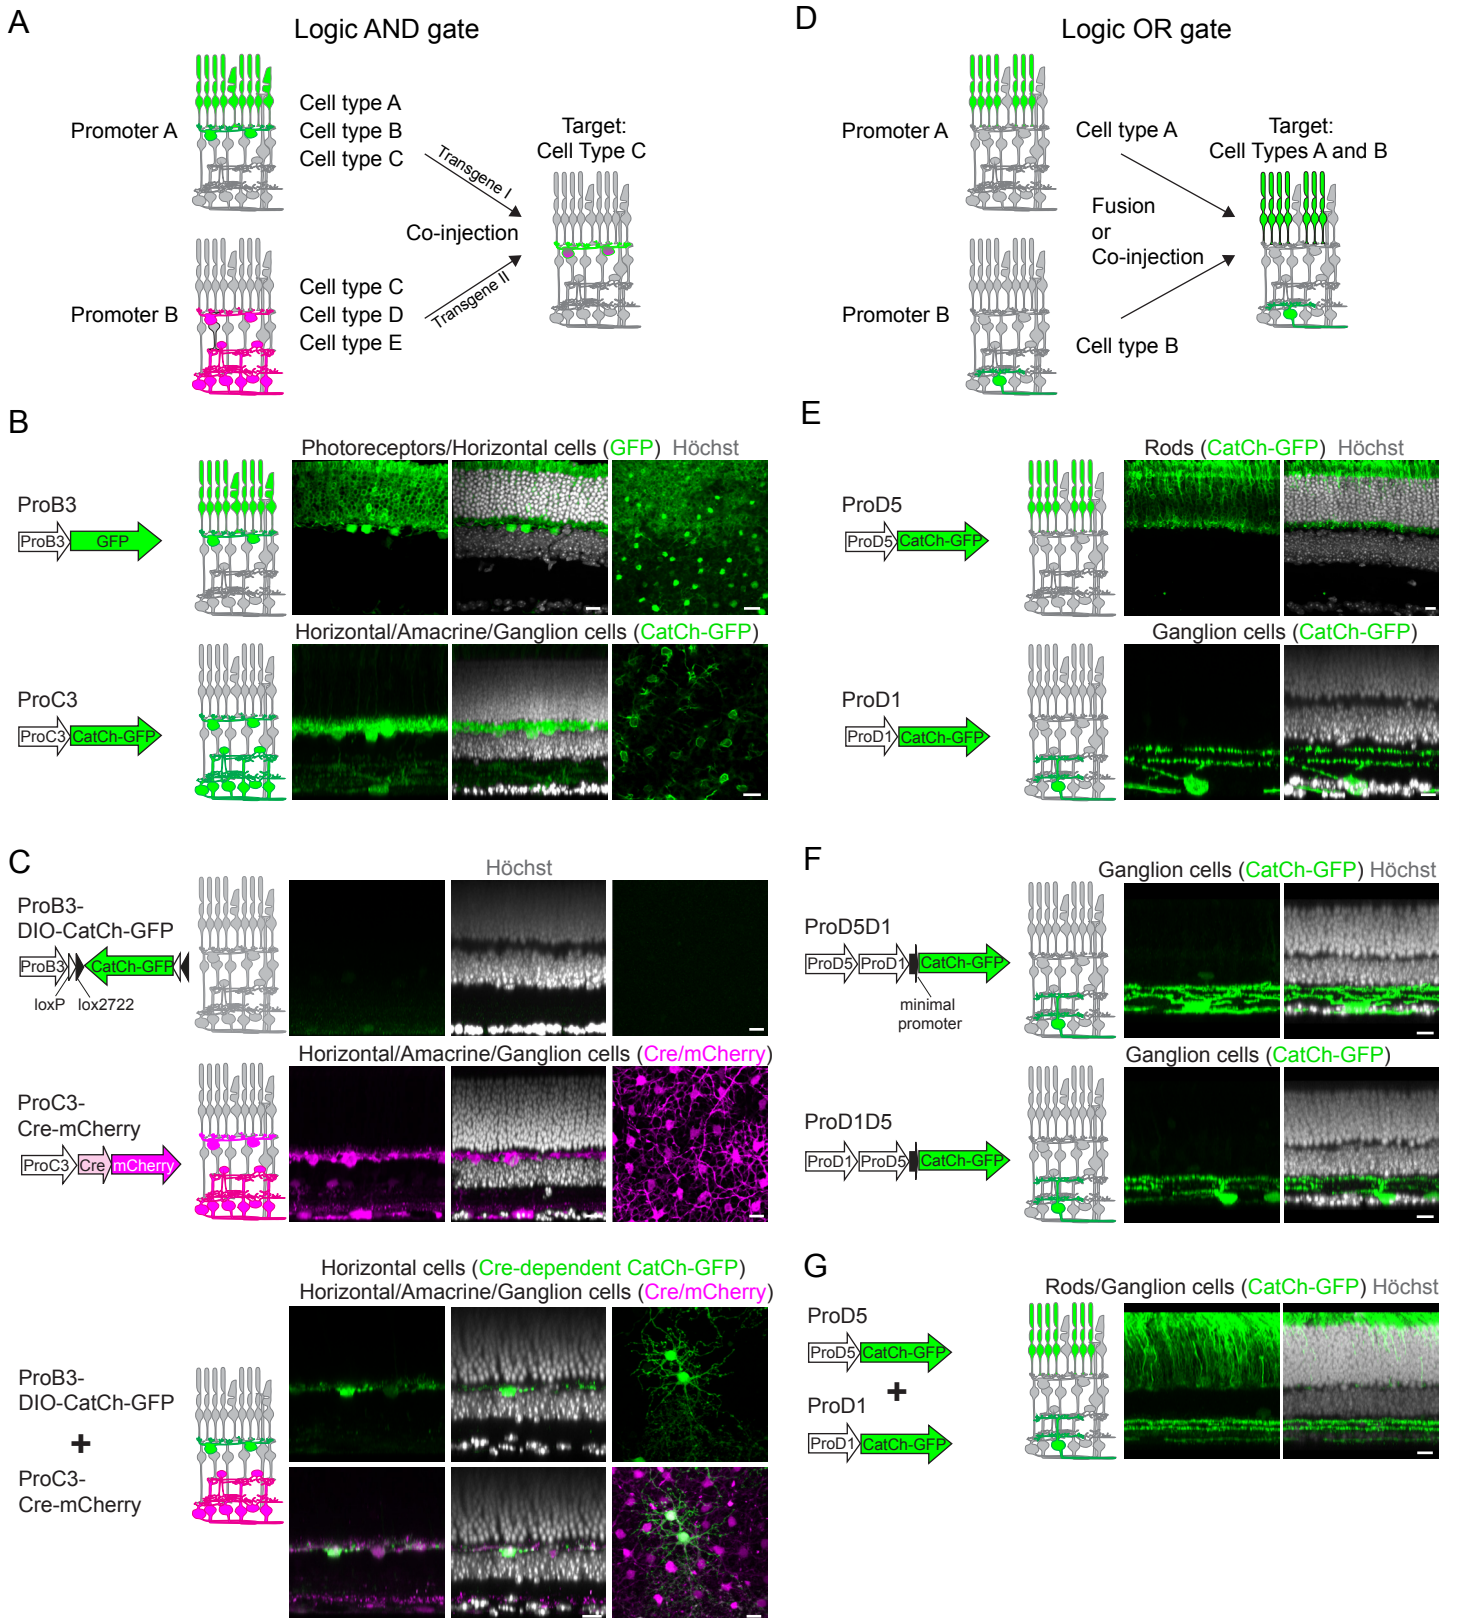 A
Logic AND gate
Promoter A
Cell type A
Cell type B
Cell type C
Transgene I
Co-injection
Target:
Cell Type C
Promoter B
Cell type C
Cell type D
Cell type E
Transgene II
D
Logic OR gate
Promoter A
Cell type A
Target:
Cell Types A and B
Fusion
or
Co-injection
Promoter B
Cell type B
B
Photoreceptors/Horizontal cells (GFP) Höchst
ProB3
ProB3 GFP
Horizontal/Amacrine/Ganglion cells (CatCh-GFP)
ProC3
ProC3 CatCh-GFP
E
Rods (CatCh-GFP) Höchst
ProD5
ProD5 CatCh-GFP
Ganglion cells (CatCh-GFP)
ProD1
ProD1 CatCh-GFP
C
Höchst
ProB3-
DIO-CatCh-GFP
ProB3 CatCh-GFP
loxP lox2722
Horizontal/Amacrine/Ganglion cells (Cre/mCherry)
ProC3-
Cre-mCherry
ProC3 Cre mCherry
Horizontal cells (Cre-dependent CatCh-GFP)
Horizontal/Amacrine/Ganglion cells (Cre/mCherry)
ProB3-
DIO-CatCh-GFP
+
ProC3-
Cre-mCherry
F
Ganglion cells (CatCh-GFP) Höchst
ProD5D1
ProD5 ProD1 CatCh-GFP
minimal
promoter
Ganglion cells (CatCh-GFP)
ProD1D5
ProD1 ProD5 CatCh-GFP
G
Rods/Ganglion cells (CatCh-GFP) Höchst
ProD5
ProD5 CatCh-GFP
+
ProD1
ProD1 CatCh-GFP